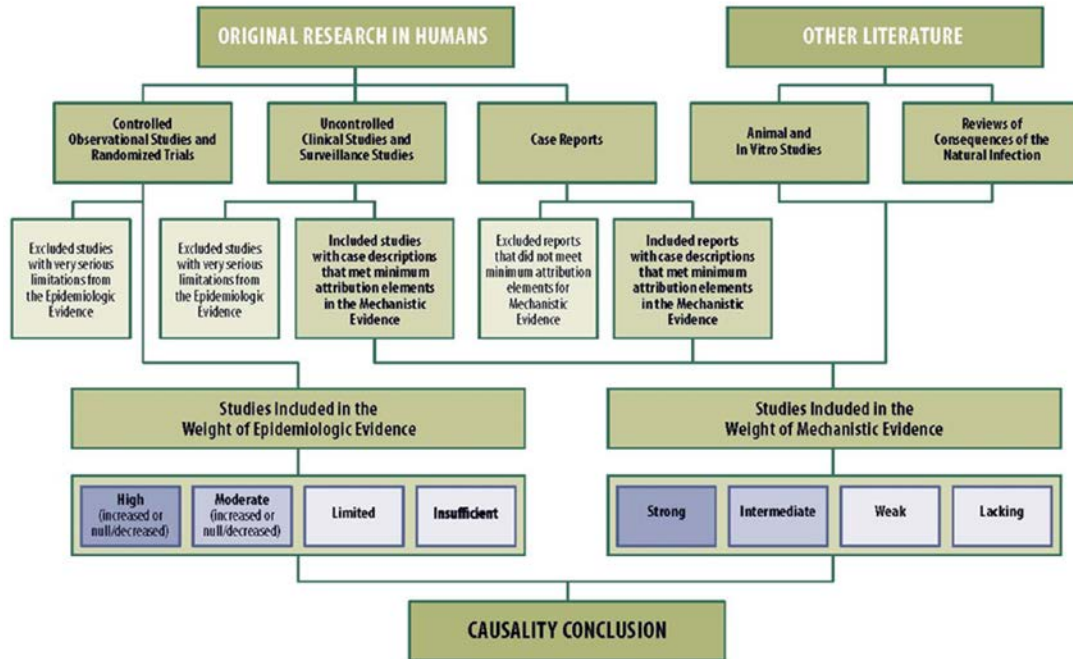 ORIGINAL RESEARCH IN HUMANS
OTHER LITERATURE
Controlled
Observational Studies and
Randomized Trials
Uncontrolled
Clinical Studies and
Surveillance Studies
Case Reports
Animal and
In Vitro Studies
Reviews of
Consequences of the
Natural Infection
Excluded studies
with very serious
limitations from
the Epidemiologic
Evidence
Excluded studies
with very serious
limitations from
the Epidemiologic
Evidence
Included studies
with case descriptions
that met minimum
attribution elements
in the Mechanistic
Evidence
Excluded reports
that did not meet
minimum attribution
elements for
Mechanistic
Evidence
Included reports
with case descriptions
that met minimum
attribution elements
in the Mechanistic
Evidence
Studies Included in the
Weight of Epidemiologic Evidence
Studies Included in the
Weight of Mechanistic Evidence
High
(increased or
null/decreased)
Moderate
(increased or
null/decreased)
Limited
Insufficient
Strong
Intermediate
Weak
Lacking
CAUSALITY CONCLUSION